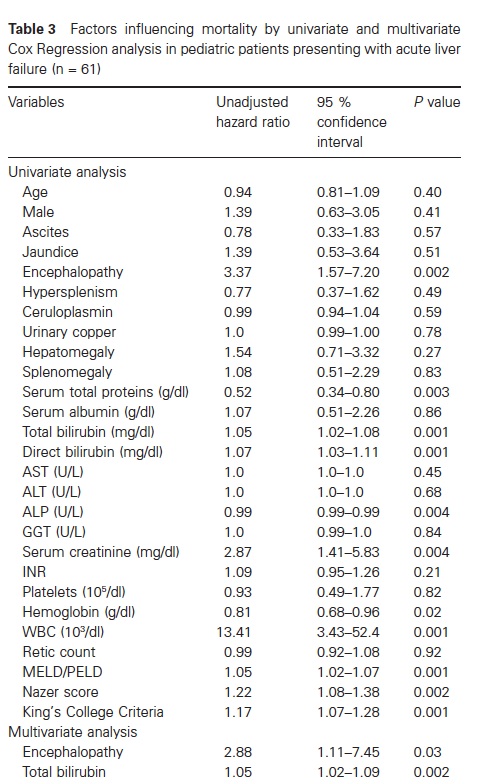 Table 3 Factors influencing mortality by univariate and multivariate
Cox Regression analysis in pediatric patients presenting with acute liver
failure (n = 61)
Variables Unadjusted 95 % P value
hazard ratio confidence
interval
Univariate analysis
Age 0.94 0.81–1.09 0.40
Male 1.39 0.63–3.05 0.41
Ascites 0.78 0.33–1.83 0.57
Jaundice 1.39 0.53–3.64 0.51
Encephalopathy 3.37 1.57–7.20 0.002
Hypersplenism 0.77 0.37–1.62 0.49
Ceruloplasmin 0.99 0.94–1.04 0.59
Urinary copper 1.0 0.99–1.00 0.78
Hepatomegaly 1.54 0.71–3.32 0.27
Splenomegaly 1.08 0.51–2.29 0.83
Serum total proteins (g/dl) 0.52 0.34–0.80 0.003
Serum albumin (g/dl) 1.07 0.51–2.26 0.86
Total bilirubin (mg/dl) 1.05 1.02–1.08 0.001
Direct bilirubin (mg/dl) 1.07 1.03–1.11 0.001
AST (U/L) 1.0 1.0–1.0 0.45
ALT (U/L) 1.0 1.0–1.0 0.68
ALP (U/L) 0.99 0.99–0.99 0.004
GGT (U/L) 1.0 0.99–1.0 0.84
Serum creatinine (mg/dl) 2.87 1.41–5.83 0.004
INR 1.09 0.95–1.26 0.21
Platelets (10⁵/dl) 0.93 0.49–1.77 0.82
Hemoglobin (g/dl) 0.81 0.68–0.96 0.02
WBC (10³/dl) 13.41 3.43–52.4 0.001
Retic count 0.99 0.92–1.08 0.92
MELD/PELD 1.05 1.02–1.07 0.001
Nazer score 1.22 1.08–1.38 0.002
King's College Criteria 1.17 1.07–1.28 0.001
Multivariate analysis
Encephalopathy 2.88 1.11–7.45 0.03
Total bilirubin 1.05 1.02–1.09 0.002